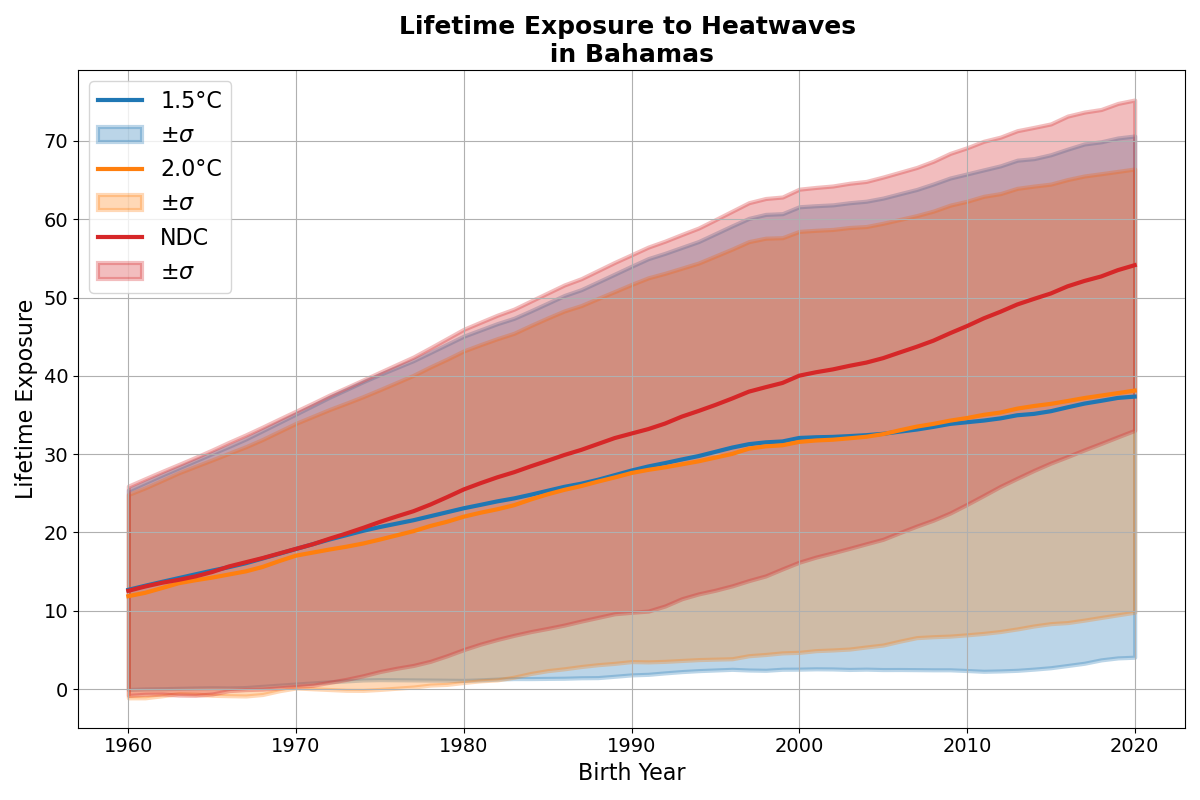 Lifetime Exposure to Heatwaves
in Bahamas
1.5°C
±σ
2.0°C
±σ
NDC
±σ
Lifetime Exposure
70
60
50
40
30
20
10
0
1960 1970 1980 1990 2000 2010 2020
Birth Year